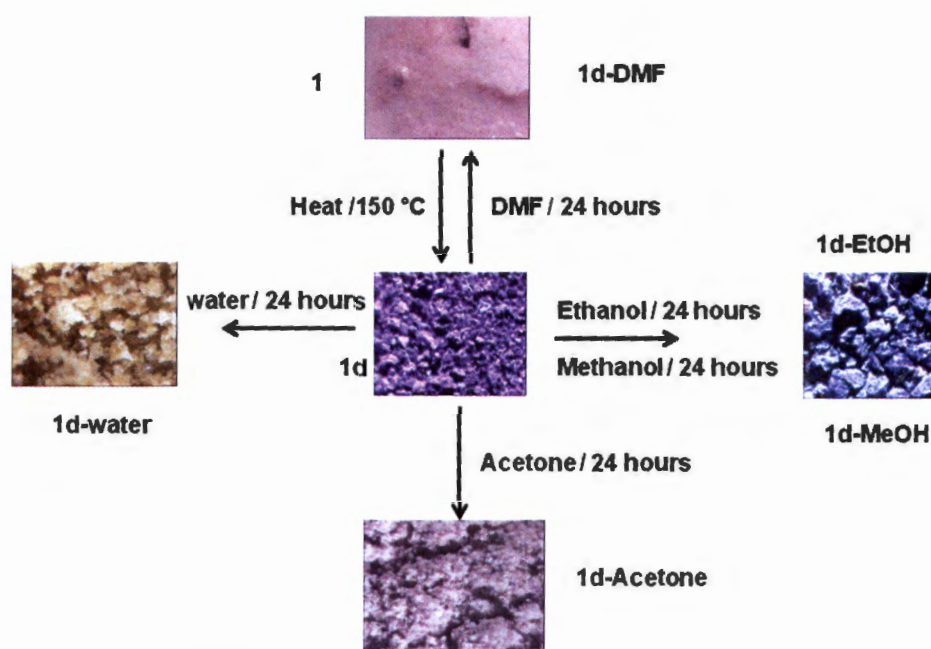 1
1d-DMF
Heat /150 °C
DMF / 24 hours
1d-EtOH
water / 24 hours
Ethanol / 24 hours
1d
Methanol / 24 hours
1d-water
1d-MeOH
Acetone / 24 hours
1d-Acetone